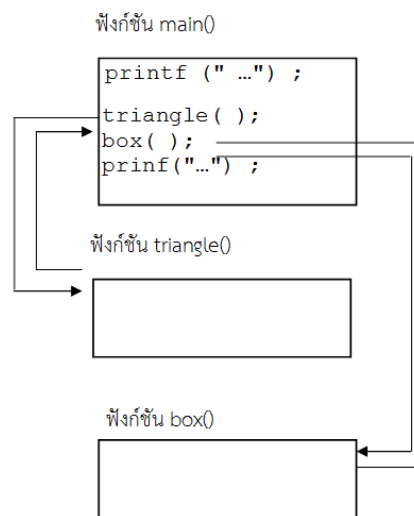 ฟังก์ชัน main()
printf (" …") ;
triangle( );
box( );
prinf("…") ;
ฟังก์ชัน triangle()
ฟังก์ชัน box()